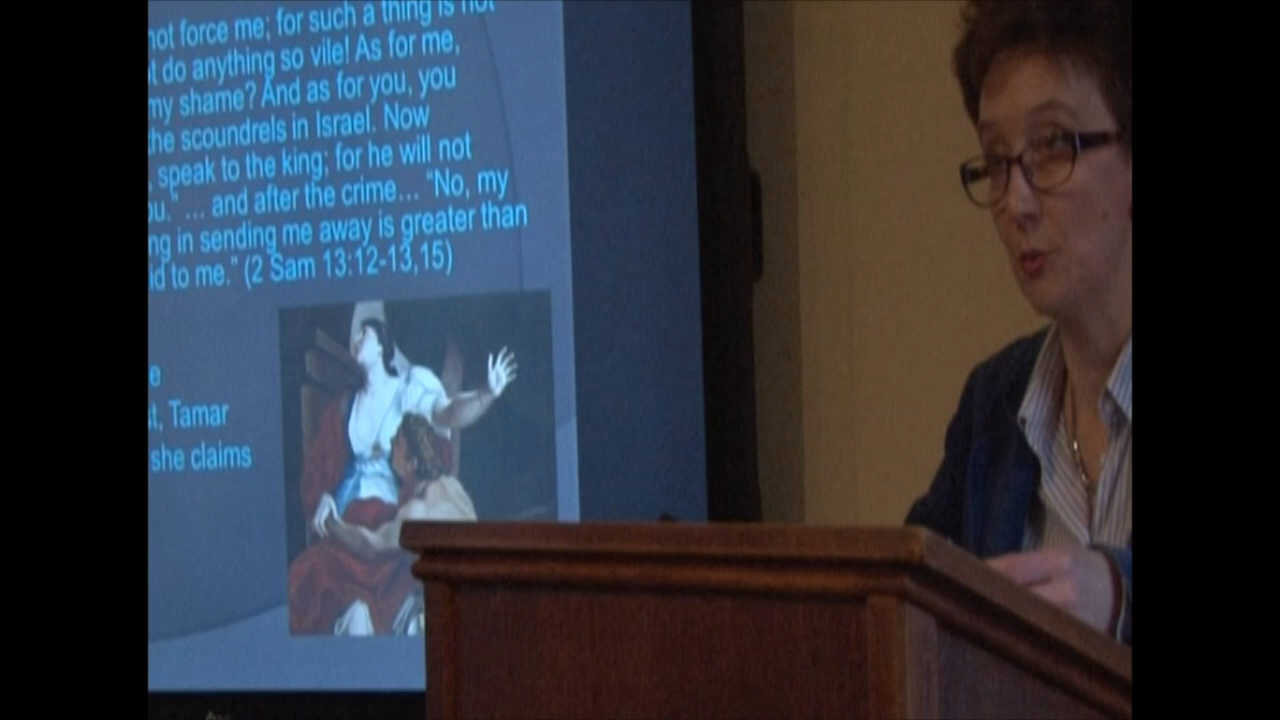 not force me; for such a thing is not
t do anything so vile! As for me,
my shame? And as for you, you
the scoundrels in Israel. Now
, speak to the king; for he will not
ou.” ... and after the crime... “No, my
ng in sending me away is greater than
id to me.” (2 Sam 13:12-13,15)
e
st, Tamar
she claims